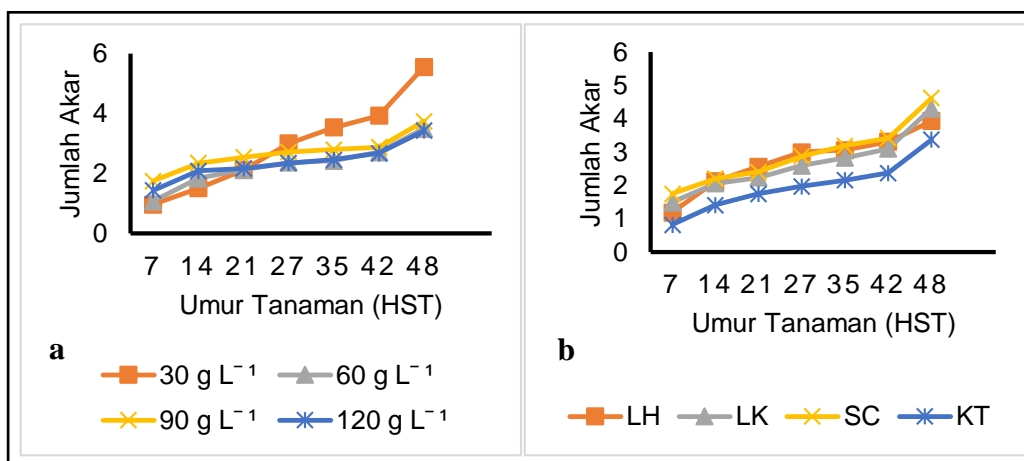 Jumlah Akar
6
4
2
0
7 14 21 27 35 42 48
Umur Tanaman (HST)
a
30 g L⁻¹ 60 g L⁻¹
90 g L⁻¹ 120 g L⁻¹
Jumlah Akar
6
5
4
3
2
1
0
7 14 21 27 35 42 48
Umur Tanaman (HST)
b
LH LK SC KT